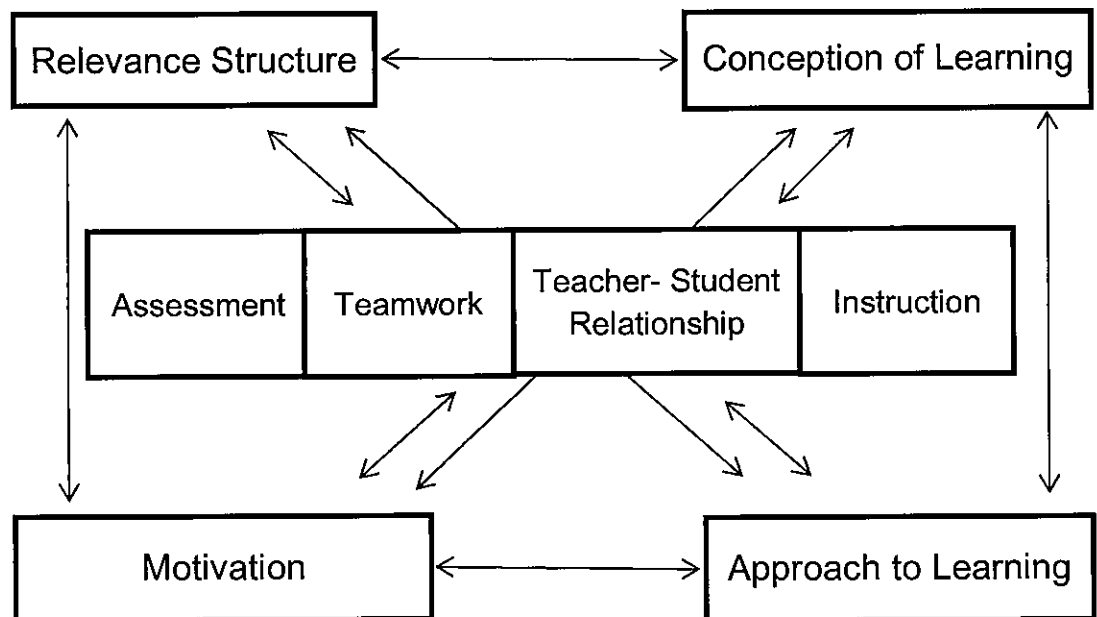 Relevance Structure
Conception of Learning
Assessment
Teamwork
Teacher- Student
Relationship
Instruction
Motivation
Approach to Learning